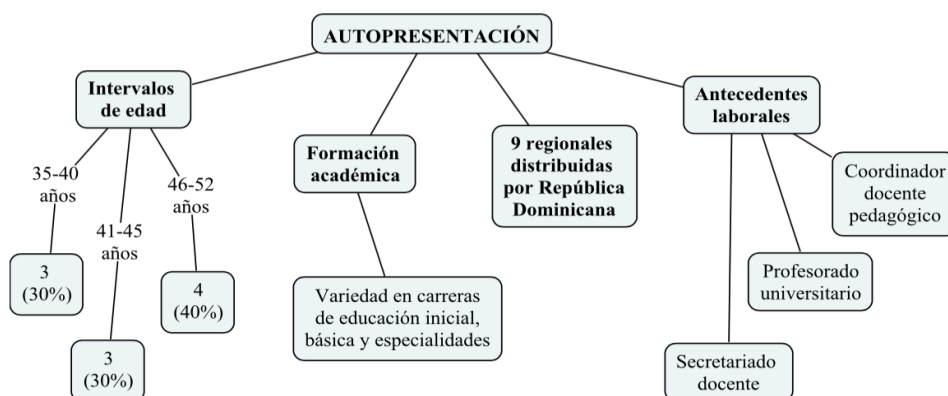 AUTOPRESENTACIÓN
Intervalos
de edad
35-40
años
3
(30%)
41-45
años
3
(30%)
46-52
años
4
(40%)
Formación
académica
Variedad en carreras
de educación inicial,
básica y especialidades
9 regionales
distribuidas
por República
Dominicana
Antecedentes
laborales
Secretariado
docente
Profesorado
universitario
Coordinador
docente
pedagógico